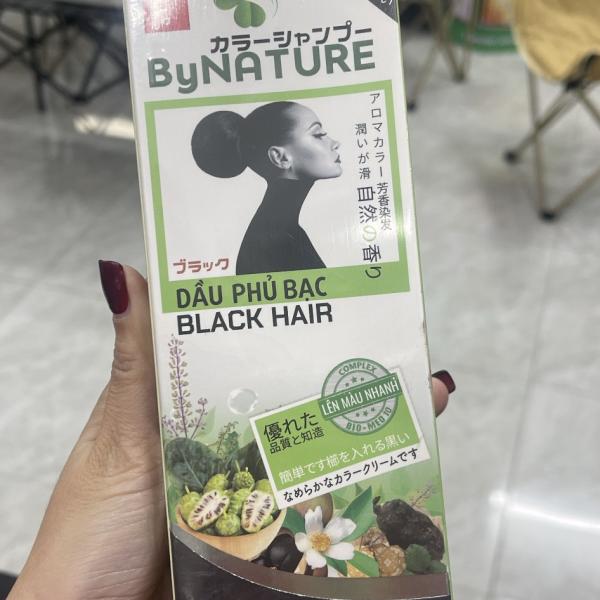 カラーシャンプー
ByNATURE
アロマカラー 芳香染发
潤いが滑 自然の香り
ブラック
DẦU PHỦ BẠC
BLACK HAIR
COMPLEX
LÊN MÀU NHANH
BIO-MEU10
優れた
品質と知造
簡単です櫛を入れる黒い
なめらかなカラークリームです